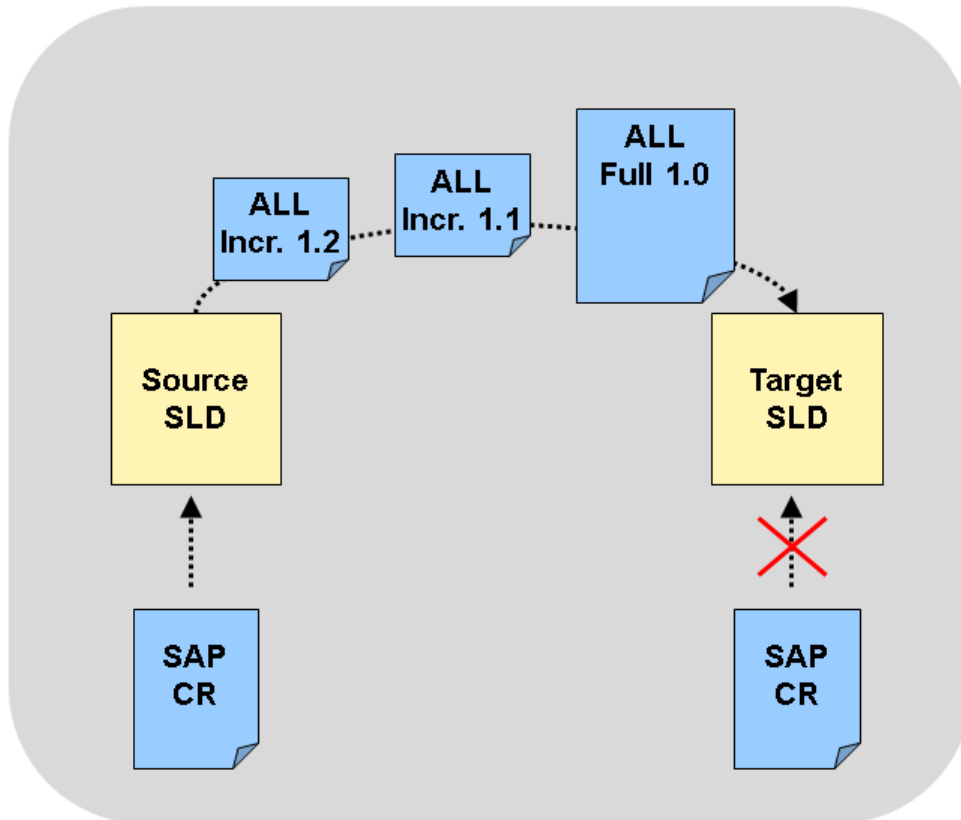 ALL
Full 1.0
ALL
Incr. 1.1
ALL
Incr. 1.2
Source
SLD
Target
SLD
SAP
CR
SAP
CR